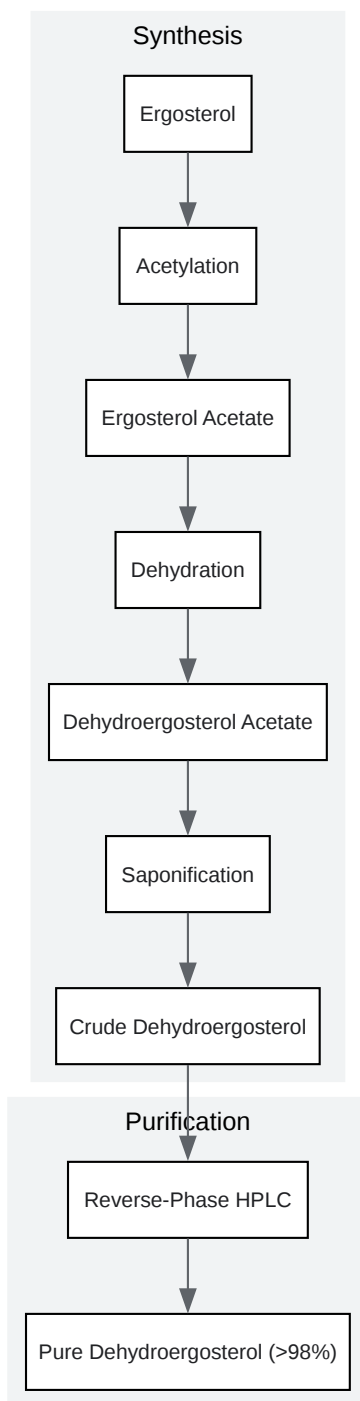 Synthesis
Ergosterol
Acetylation
Ergosterol Acetate
Dehydration
Dehydroergosterol Acetate
Saponification
Crude Dehydroergosterol
Purification
Reverse-Phase HPLC
Pure Dehydroergosterol (>98%)